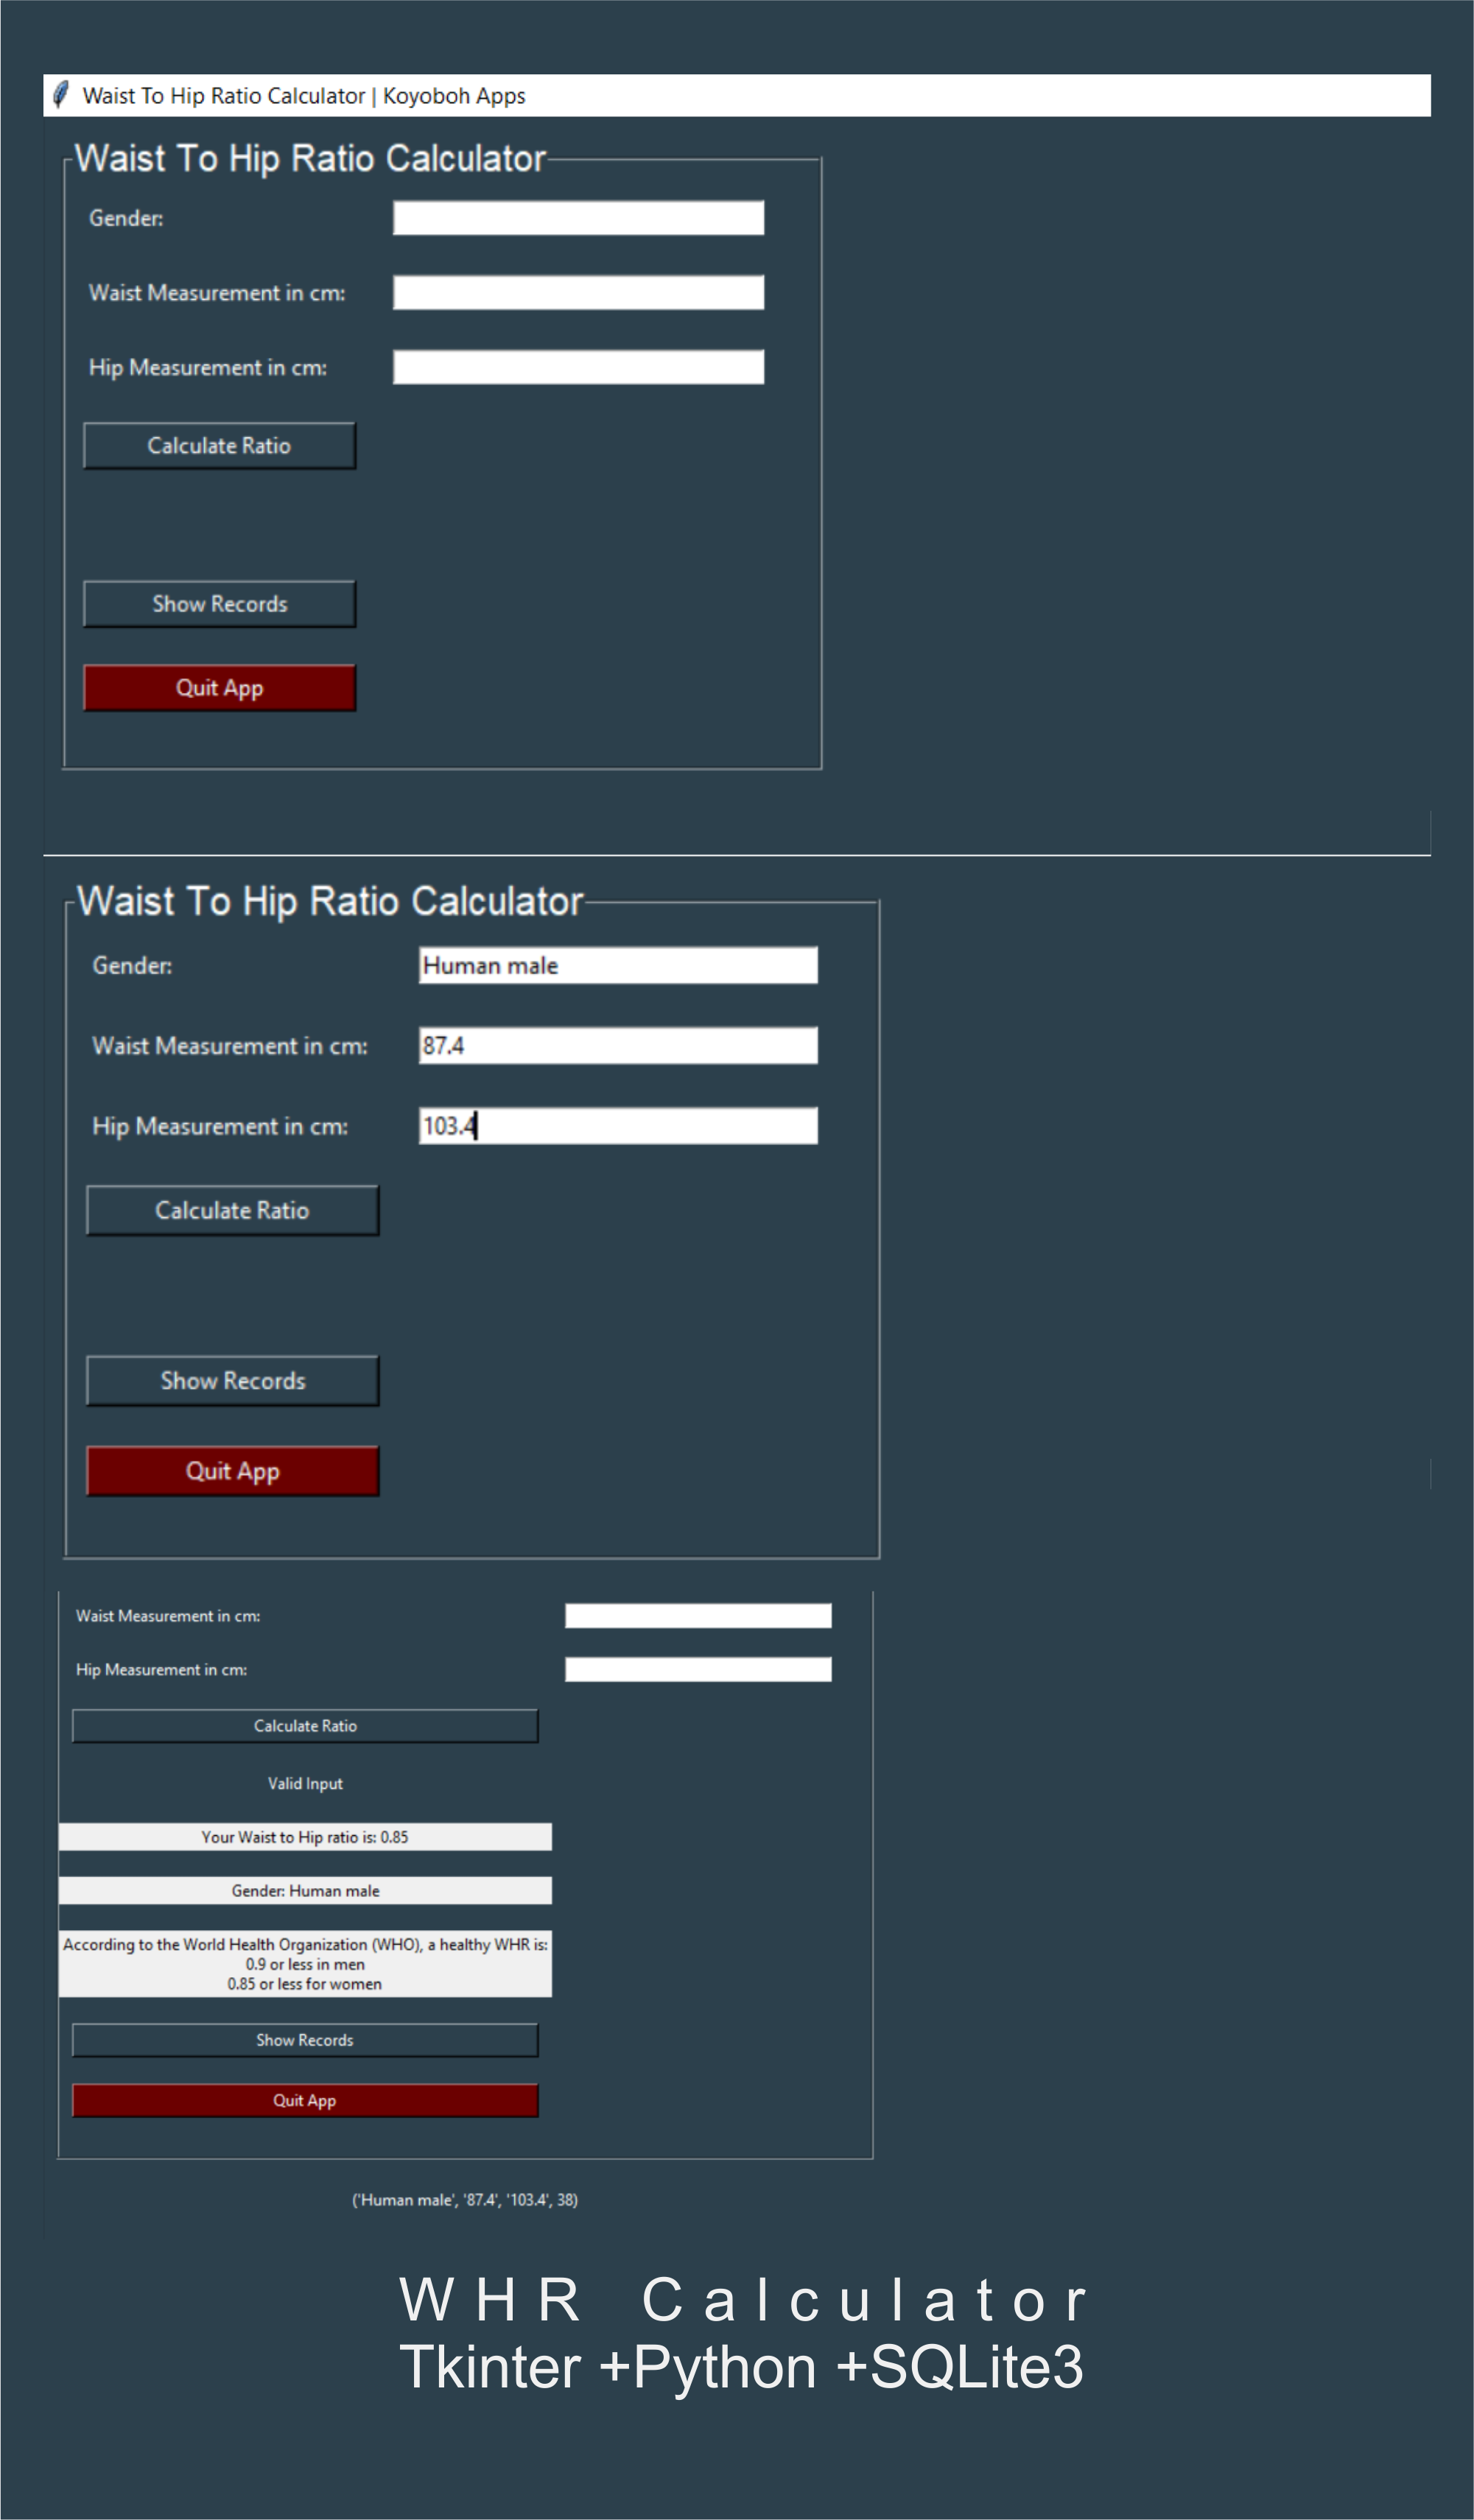 Waist To Hip Ratio Calculator | Koyoboh Apps
Waist To Hip Ratio Calculator
Gender:
Waist Measurement in cm:
Hip Measurement in cm:
Calculate Ratio
Show Records
Quit App
Waist To Hip Ratio Calculator
Gender: Human male
Waist Measurement in cm: 87.4
Hip Measurement in cm: 103.4
Calculate Ratio
Show Records
Quit App
Waist Measurement in cm:
Hip Measurement in cm:
Calculate Ratio
Valid Input
Your Waist to Hip ratio is: 0.85
Gender: Human male
According to the World Health Organization (WHO), a healthy WHR is:
0.9 or less in men
0.85 or less for women
Show Records
Quit App
('Human male', '87.4', '103.4', 38)
WHR Calculator
Tkinter +Python +SQLite3